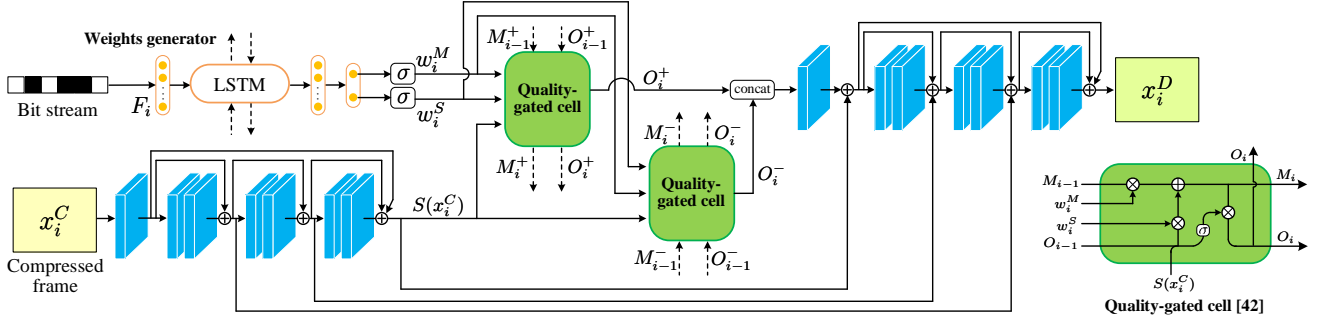 Weights generator
Bit stream
F_i
LSTM
σ
σ
w_i^M
w_i^S
M_{i-1}^+
O_{i-1}^+
Quality-
gated cell
M_i^+
O_i^+
O_i^+
concat
M_i^-
O_i^-
Quality-
gated cell
O_i^-
M_{i-1}^-
O_{i-1}^-
x_i^D
x_i^C
Compressed
frame
S(x_i^C)
O_i
M_{i-1}
M_i
w_i^M
w_i^S
σ
O_{i-1}
O_i
S(x_i^C)
Quality-gated cell [42]